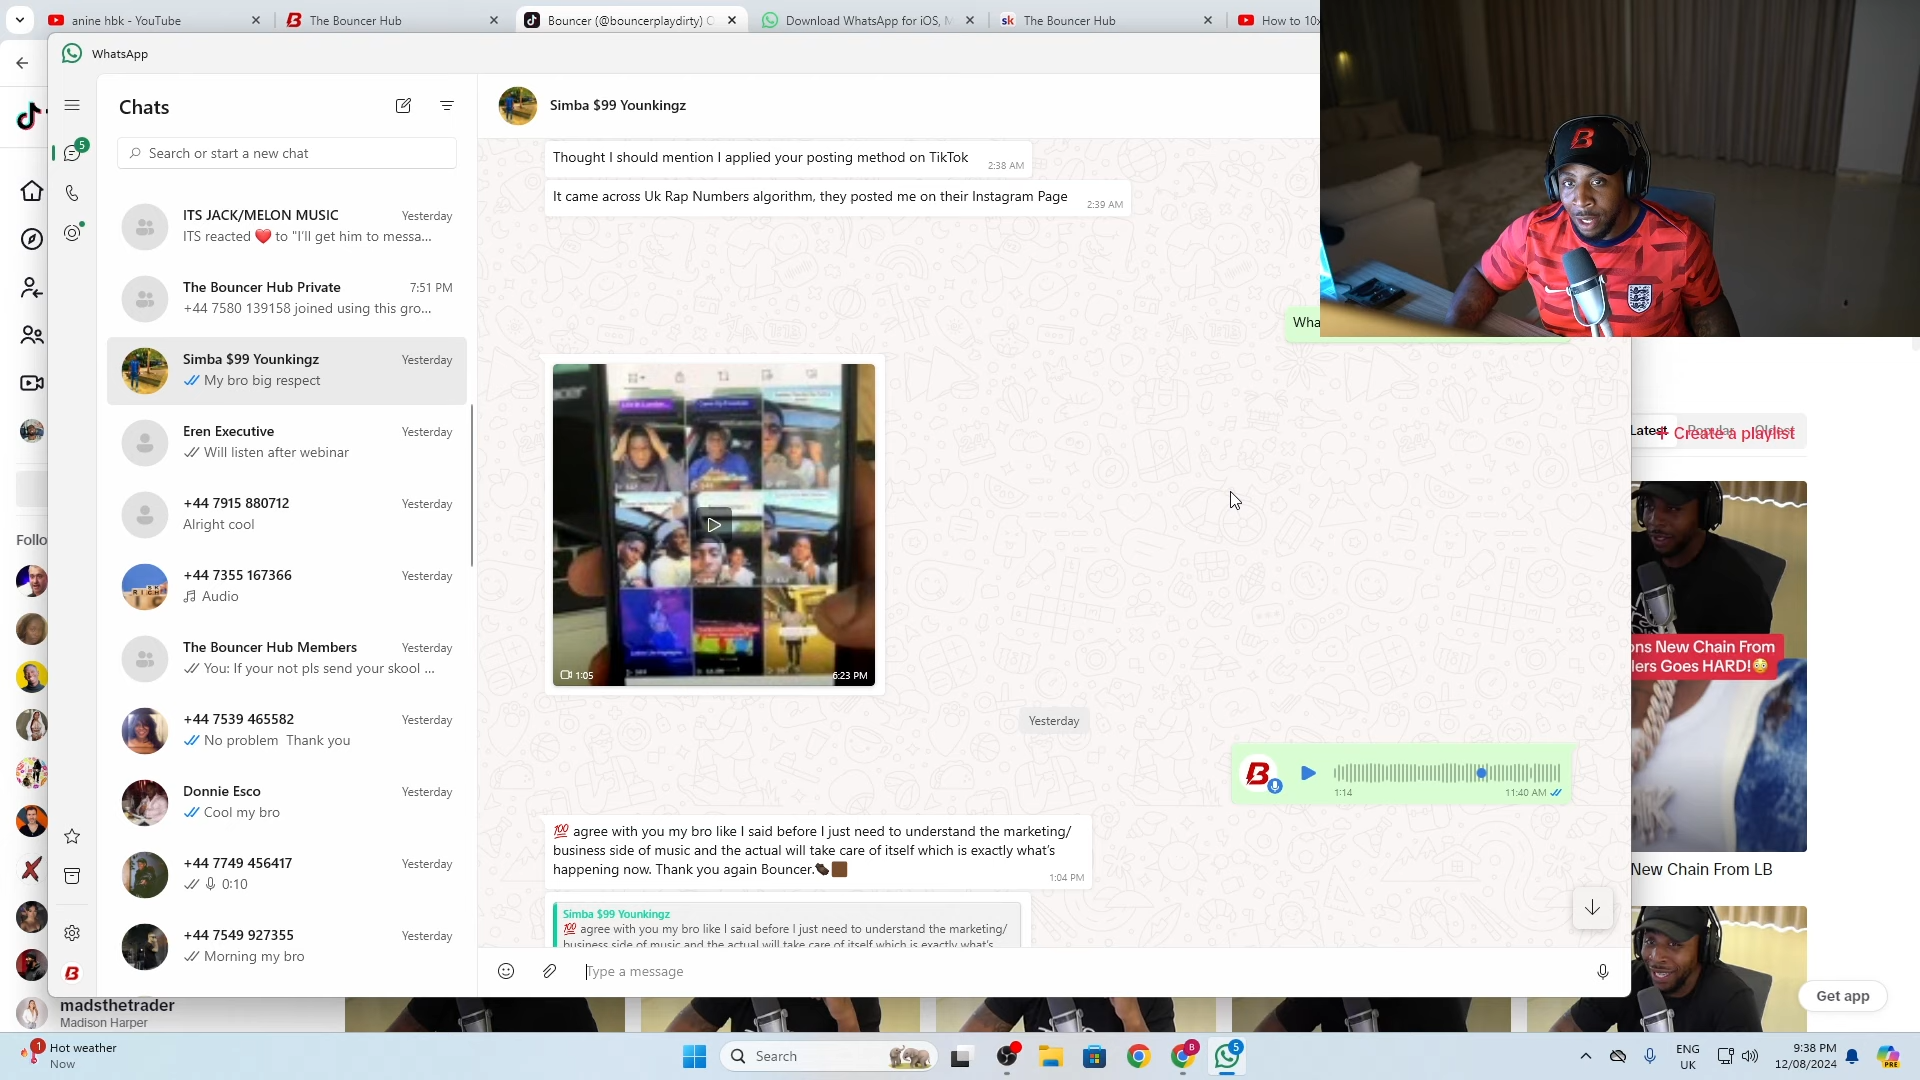 anine hbk - YouTube
The Bouncer Hub
Bouncer (@bouncerplaydirty) O
Download WhatsApp for iOS, M
sk The Bouncer Hub
How to 10x
WhatsApp
Chats
Simba $99 Younkingz
5
Search or start a new chat
ITS JACK/MELON MUSIC
Yesterday
ITS reacted ❤️ to "I'll get him to messa...
The Bouncer Hub Private
7:51 PM
+44 7580 139158 joined using this gro...
Simba $99 Younkingz
Yesterday
My bro big respect
Eren Executive
Yesterday
Will listen after webinar
+44 7915 880712
Yesterday
Alright cool
+44 7355 167366
Yesterday
Audio
The Bouncer Hub Members
Yesterday
You: If your not pls send your skool ...
+44 7539 465582
Yesterday
No problem Thank you
Donnie Esco
Yesterday
Cool my bro
+44 7749 456417
Yesterday
0:10
+44 7549 927355
Yesterday
Morning my bro
Follo
madsthetrader
Madison Harper
Thought I should mention I applied your posting method on TikTok
2:38 AM
It came across Uk Rap Numbers algorithm, they posted me on their Instagram Page
2:39 AM
Wha
1:05
6:23 PM
Yesterday
1:14
11:40 AM
💯 agree with you my bro like I said before I just need to understand the marketing/
business side of music and the actual will take care of itself which is exactly what's
happening now. Thank you again Bouncer.
1:04 PM
Simba $99 Younkingz
💯 agree with you my bro like I said before I just need to understand the marketing/
business side of music and the actual will take care of itself which is exactly what's
Type a message
Latest
Popular
Oldest
+ Create a playlist
ons New Chain From
lers Goes HARD!😳
New Chain From LB
Get app
1
Hot weather
Now
Search
B
5
ENG
UK
9:38 PM
12/08/2024
PRE